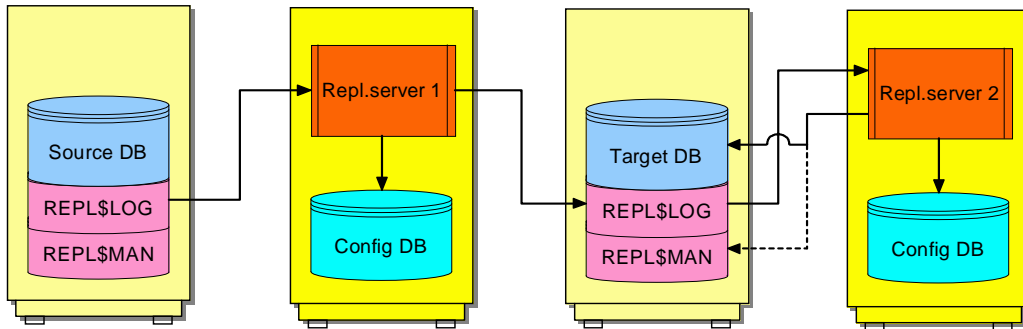 Source DB
REPL$LOG
REPL$MAN
Repl.server 1
Config DB
Target DB
REPL$LOG
REPL$MAN
Repl.server 2
Config DB